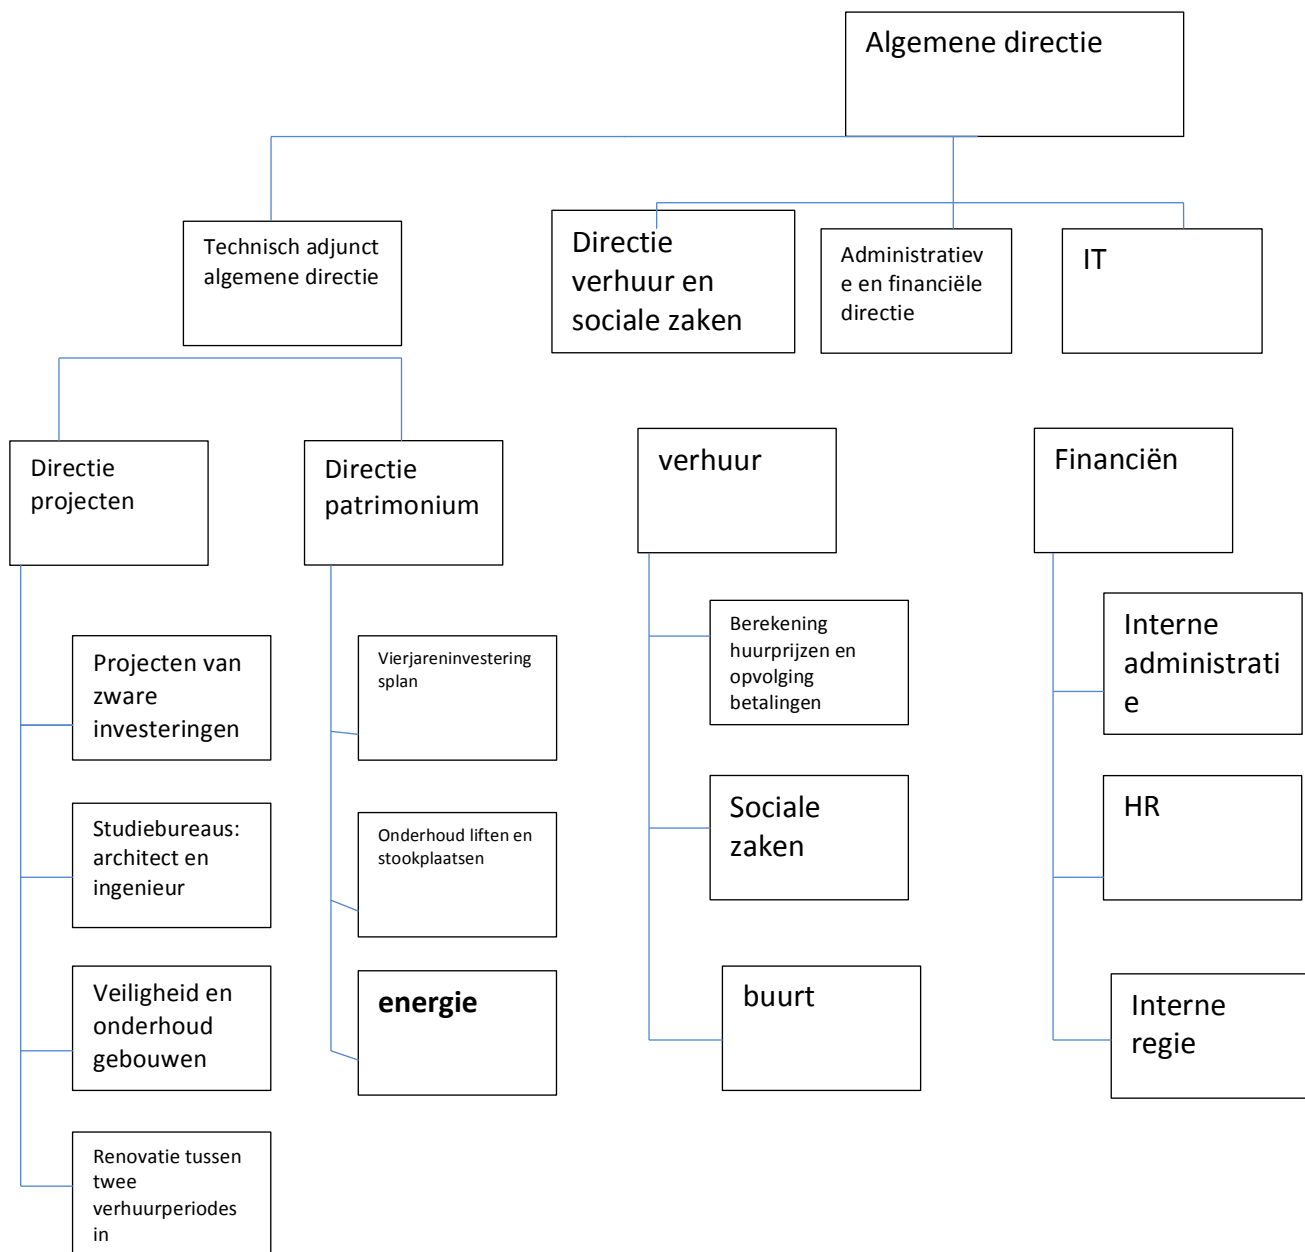 Algemene directie
Technisch adjunct
algemene directie
Directie
verhuur en
sociale zaken
Administratiev
e en financiële
directie
IT
Directie
projecten
Directie
patrimonium
verhuur
Financiën
Projecten van
zware
investeringen
Vierjareninvestering
splan
Berekening
huurprijzen en
opvolging
betalingen
Interne
administrati
e
Studiebureaus:
architect en
ingenieur
Onderhoud liften en
stookplaatsen
Sociale
zaken
HR
Veiligheid en
onderhoud
gebouwen
energie
buurt
Interne
regie
Renovatie tussen
twee
verhuurperiodes
in